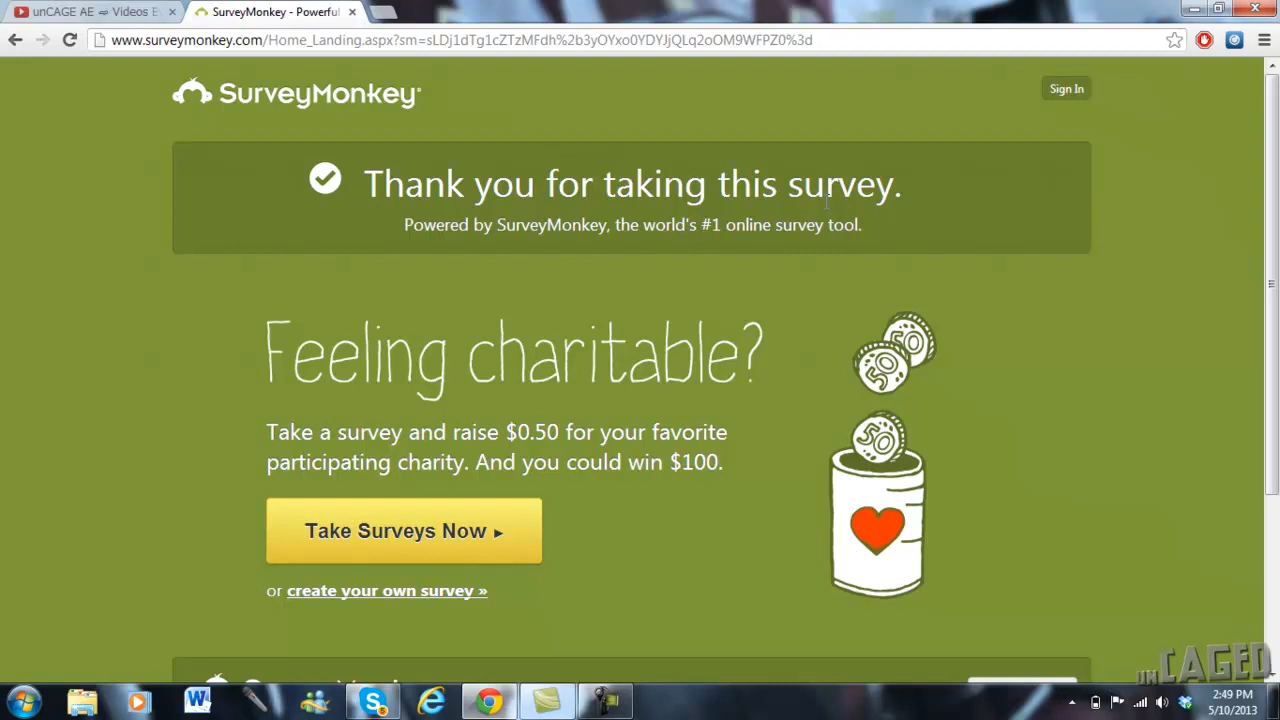 unCAGE AE — Videos E
SurveyMonkey - Powerful
www.surveymonkey.com/Home_Landing.aspx?sm=sLDj1dTg1cZTzMFdh%2b3yOYxo0YDYJjQLq2oOM9WFPZ0%3d
SurveyMonkey
Sign In
Thank you for taking this survey.
Powered by SurveyMonkey, the world's #1 online survey tool.
Feeling charitable?
50
50
50
Take a survey and raise $0.50 for your favorite
participating charity. And you could win $100.
Take Surveys Now ▸
or create your own survey »
unCAGED
2:49 PM
5/10/2013